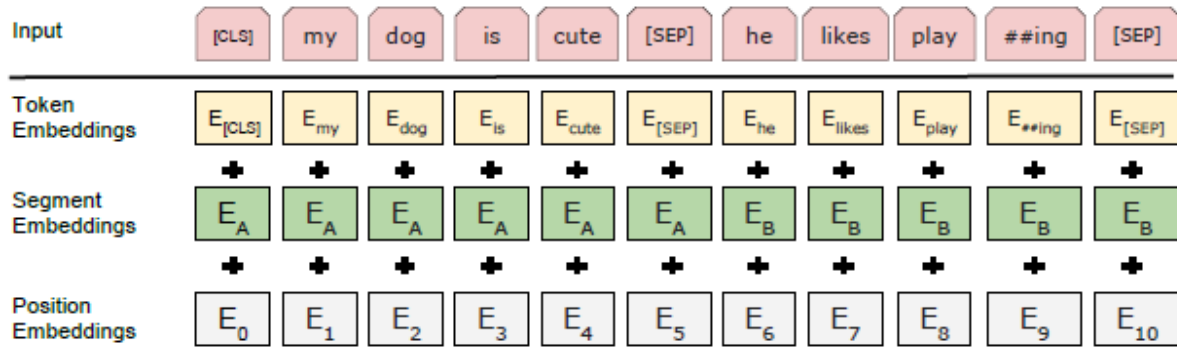 Input [CLS] my dog is cute [SEP] he likes play ##ing [SEP]
Token Embeddings E[CLS] Emy Edog Eis Ecute E[SEP] Ehe Elikes Eplay E##ing E[SEP]
+ + + + + + + + + + +
Segment Embeddings EA EA EA EA EA EA EB EB EB EB EB
+ + + + + + + + + + +
Position Embeddings E0 E1 E2 E3 E4 E5 E6 E7 E8 E9 E10